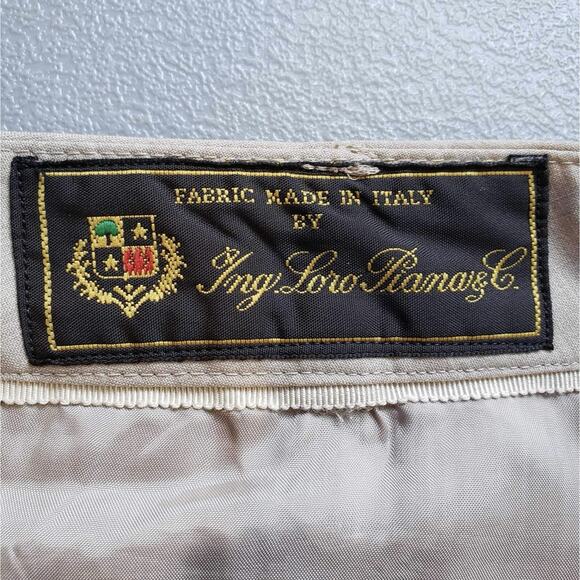 FABRIC MADE IN ITALY
BY
Ing. Loro Piana & C.